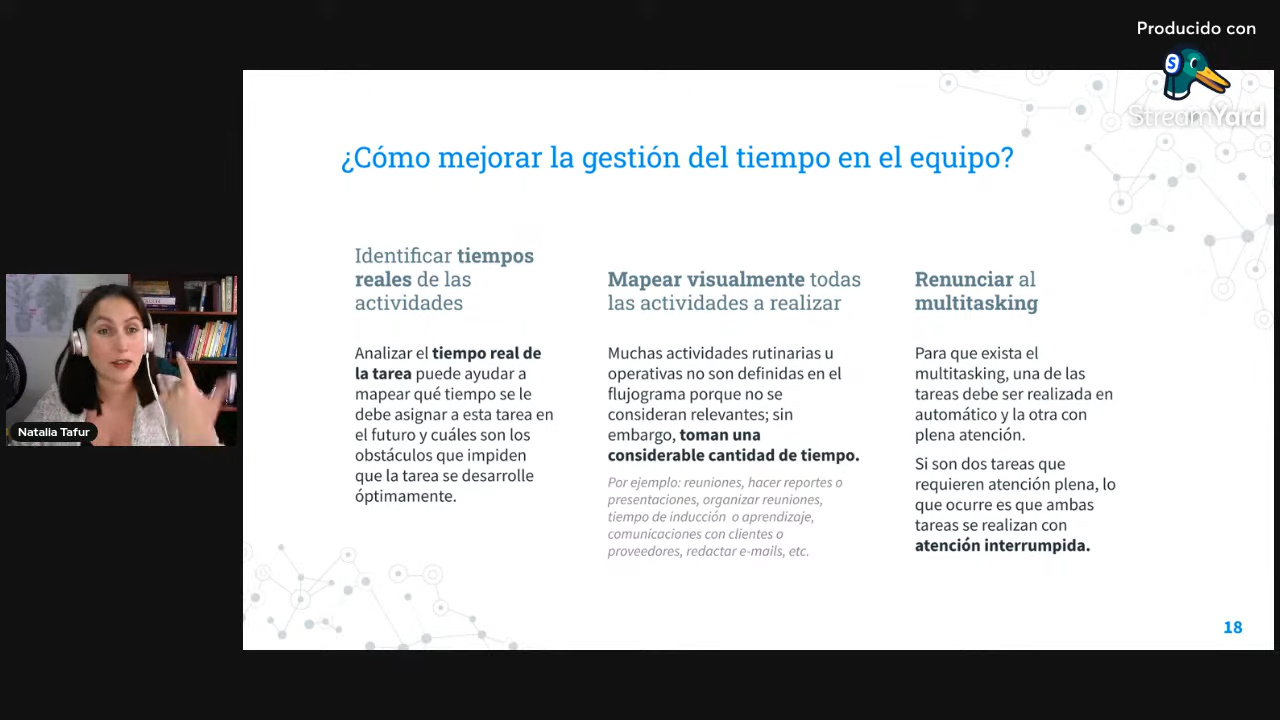 Producido con
StreamYard
¿Cómo mejorar la gestión del tiempo en el equipo?
Identificar tiempos
reales de las
actividades
Analizar el tiempo real de
la tarea puede ayudar a
mapear qué tiempo se le
debe asignar a esta tarea en
el futuro y cuáles son los
obstáculos que impiden
que la tarea se desarrolle
óptimamente.
Mapear visualmente todas
las actividades a realizar
Muchas actividades rutinarias u
operativas no son definidas en el
flujograma porque no se
consideran relevantes; sin
embargo, toman una
considerable cantidad de tiempo.
Por ejemplo: reuniones, hacer reportes o
presentaciones, organizar reuniones,
tiempo de inducción o aprendizaje,
comunicaciones con clientes o
proveedores, redactar e-mails, etc.
Renunciar al
multitasking
Para que exista el
multitasking, una de las
tareas debe ser realizada en
automático y la otra con
plena atención.
Si son dos tareas que
requieren atención plena, lo
que ocurre es que ambas
tareas se realizan con
atención interrumpida.
Natalia Tafur
18